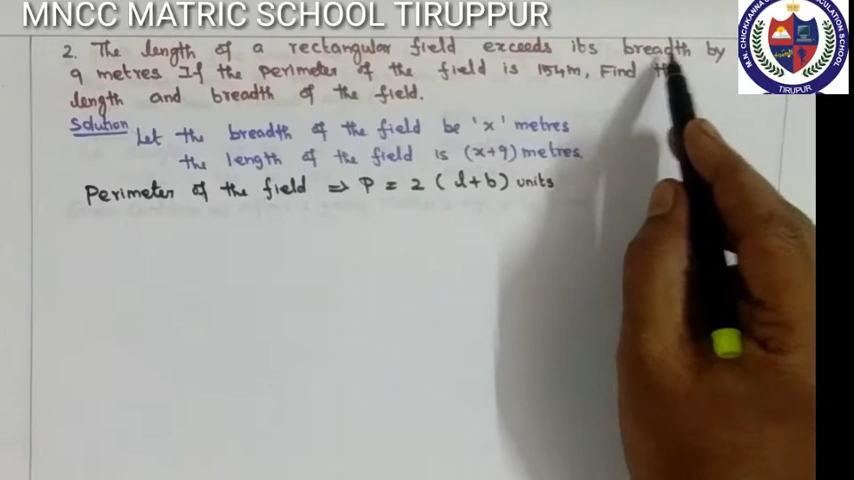 MNCC MATRIC SCHOOL TIRUPPUR
2. The length of a rectangular field exceeds its breadth by
9 metres If the perimeter of the field is 154m, Find
length and breadth of the field.
Solution Let the breadth of the field be 'x' metres
the length of the field is (x+9) metres.
Perimeter of the field ⇒ P = 2 (l+b) units
TIRUPUR